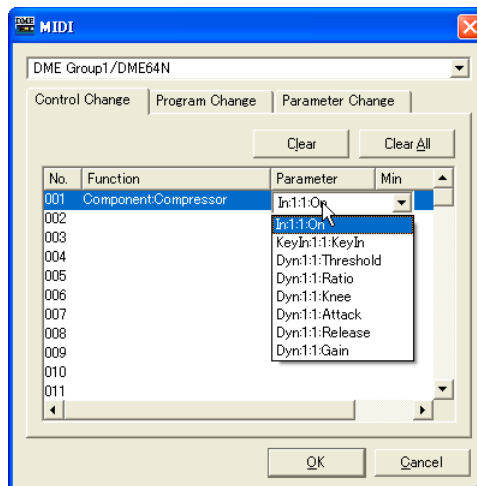 DME MIDI
DME Group1/DME64N
Control Change Program Change Parameter Change
Clear Clear All
No. Function Parameter Min
001 Component:Compressor In:1:1:On
002 In:1:1:On
003 KeyIn:1:1:KeyIn
004 Dyn:1:1:Threshold
005 Dyn:1:1:Ratio
006 Dyn:1:1:Knee
007 Dyn:1:1:Attack
008 Dyn:1:1:Release
009 Dyn:1:1:Gain
010
011
OK Cancel